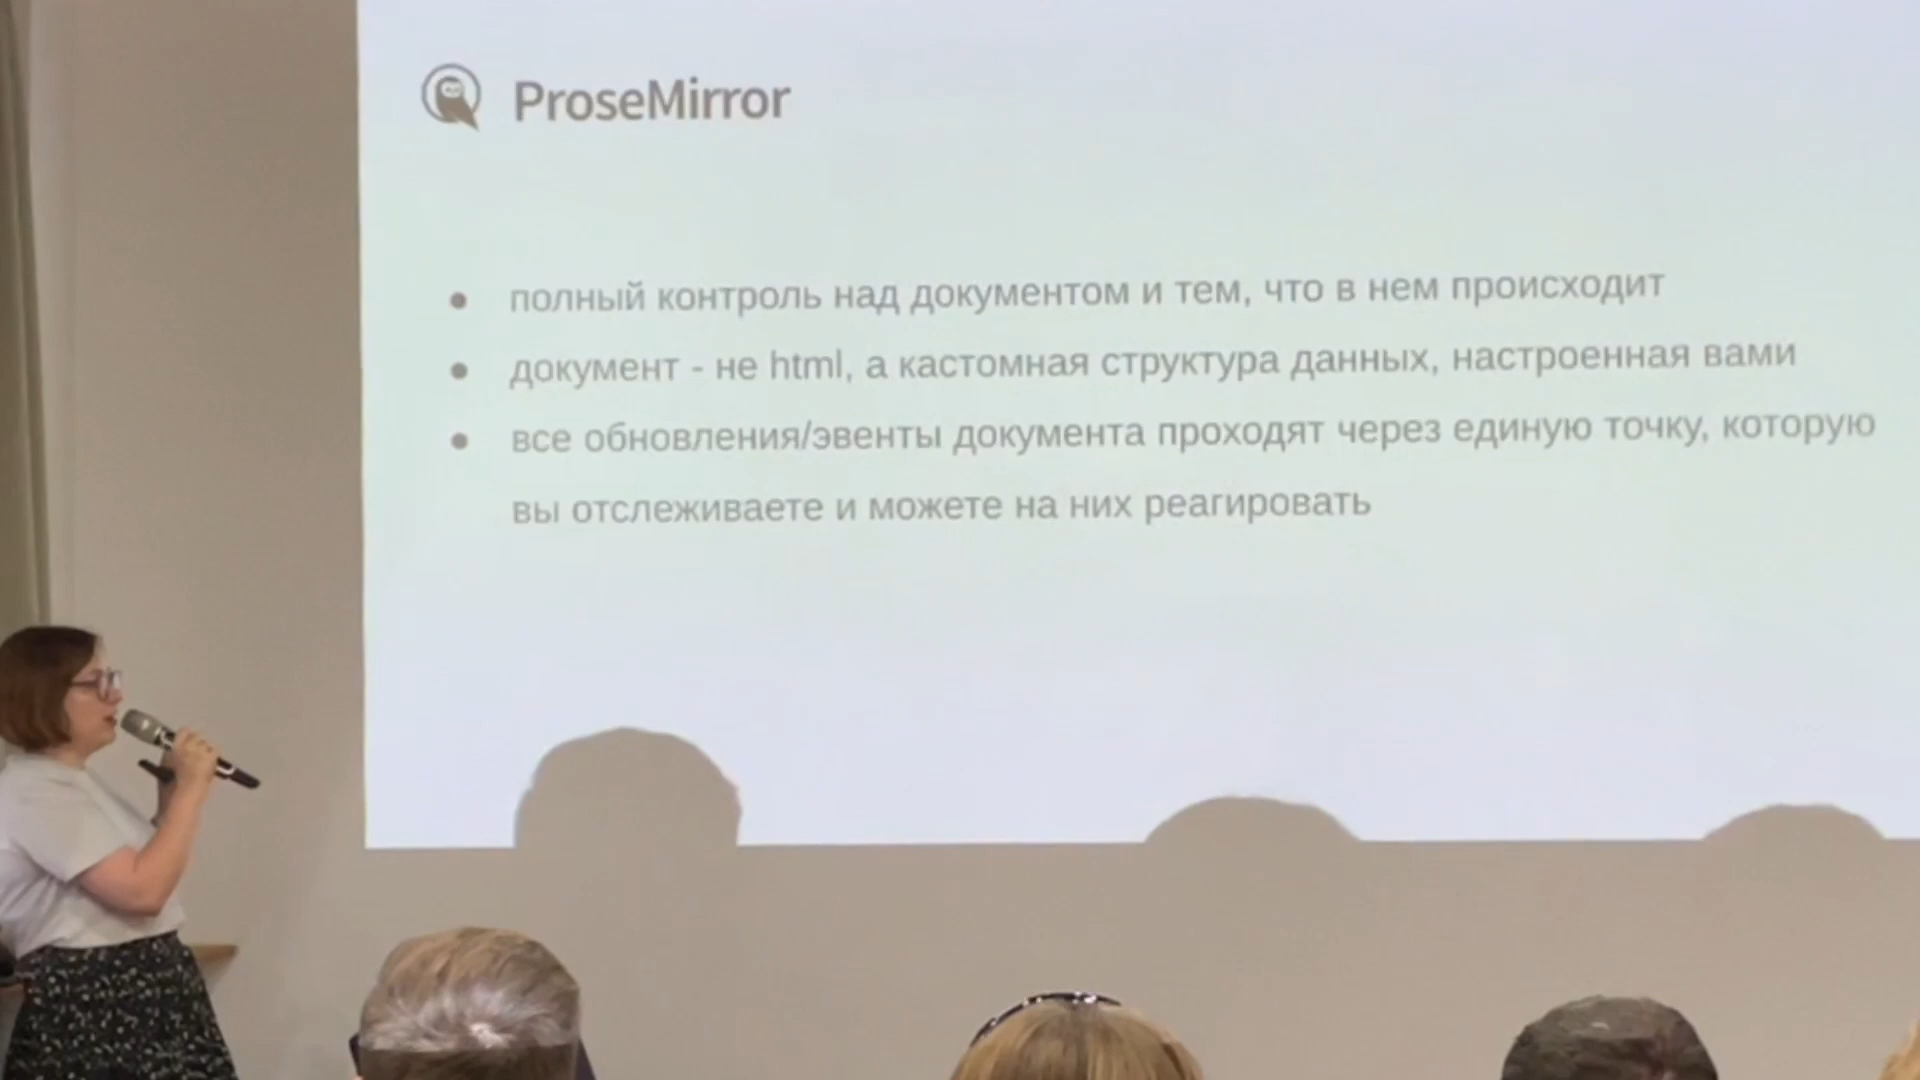 ProseMirror
● полный контроль над документом и тем, что в нем происходит
● документ - не html, а кастомная структура данных, настроенная вами
● все обновления/эвенты документа проходят через единую точку, которую
вы отслеживаете и можете на них реагировать